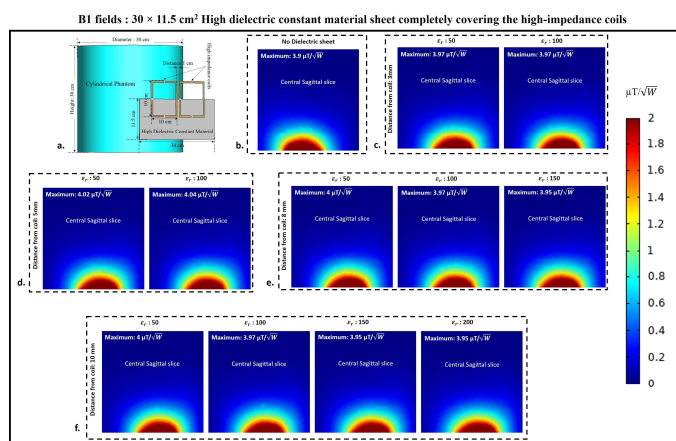 B1 fields : 30 × 11.5 cm² High dielectric constant material sheet completely covering the high-impedance coils
Diameter : 30 cm
Height: 30 cm
Cylindrical Phantom
High-impedance coils
10 cm
10 cm
11.5 cm
High Dielectric Constant Material
30 cm
a.
No Dielectric sheet
Maximum: 3.9 μT/√W
Central Sagittal slice
b.
Distance from coil: 3mm
εr : 50
εr : 100
Maximum: 3.97 μT/√W
Maximum: 3.97 μT/√W
Central Sagittal slice
Central Sagittal slice
c.
μT/√W
2
1.8
1.6
1.4
1.2
1
0.8
0.6
0.4
0.2
0
Distance from coil: 5mm
εr : 50
εr : 100
Maximum: 4.02 μT/√W
Maximum: 4.04 μT/√W
Central Sagittal slice
Central Sagittal slice
d.
Distance from coil: 8 mm
εr : 50
εr : 100
εr : 150
Maximum: 4 μT/√W
Maximum: 3.97 μT/√W
Maximum: 3.95 μT/√W
Central Sagittal slice
Central Sagittal slice
Central Sagittal slice
e.
Distance from coil: 10 mm
εr : 50
εr : 100
εr : 150
εr : 200
Maximum: 4 μT/√W
Maximum: 3.97 μT/√W
Maximum: 3.95 μT/√W
Maximum: 3.95 μT/√W
Central Sagittal slice
Central Sagittal slice
Central Sagittal slice
Central Sagittal slice
f.